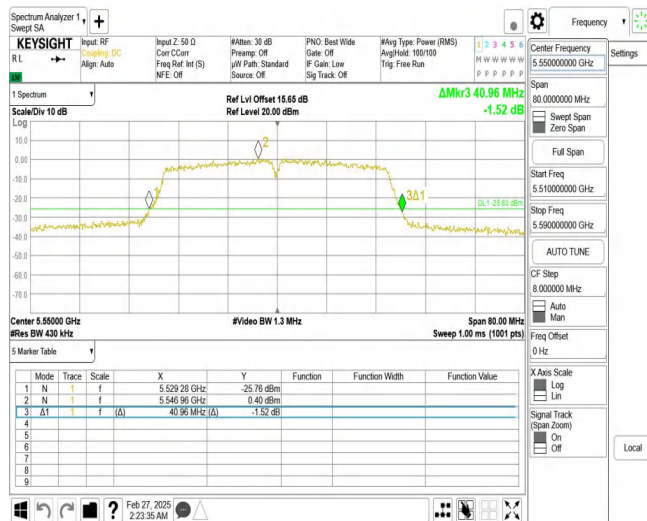 Spectrum Analyzer 1
Swept SA
+
Frequency
KEYSIGHT
R L
Input: RF
Coupling: DC
Align: Auto
Input Z: 50 Ω
Corr CCorr
Freq Ref: Int (S)
NFE: Off
#Atten: 30 dB
Preamp: Off
µW Path: Standard
Source: Off
PNO: Best Wide
Gate: Off
IF Gain: Low
Sig Track: Off
#Avg Type: Power (RMS)
Avg|Hold: 100/100
Trig: Free Run
1 2 3 4 5 6
M W W W W W
P P P P P P
1 Spectrum
Scale/Div 10 dB
Ref Lvl Offset 15.65 dB
Ref Level 20.00 dBm
ΔMkr3 40.96 MHz
-1.52 dB
Log
10.0
0.00
-10.0
-20.0
-30.0
-40.0
-50.0
-60.0
-70.0
1
2
3Δ1
Center 5.55000 GHz
#Res BW 430 kHz
#Video BW 1.3 MHz
Span 80.00 MHz
Sweep 1.00 ms (1001 pts)
5 Marker Table
Mode Trace Scale X Y Function Function Width Function Value
1 N 1 f 5.529 28 GHz -25.76 dBm
2 N 1 f 5.546 96 GHz 0.40 dBm
3 Δ1 1 f (Δ) 40.96 MHz (Δ) -1.52 dB
4
5
6
7
8
9
Feb 27, 2025
2:23:35 AM
?
Center Frequency
5.550000000 GHz
Span
80.0000000 MHz
Swept Span
Zero Span
Full Span
Start Freq
5.510000000 GHz
Stop Freq
5.590000000 GHz
AUTO TUNE
CF Step
8.000000 MHz
Auto
Man
Freq Offset
0 Hz
X Axis Scale
Log
Lin
Signal Track
(Span Zoom)
On
Off
Settings
Local